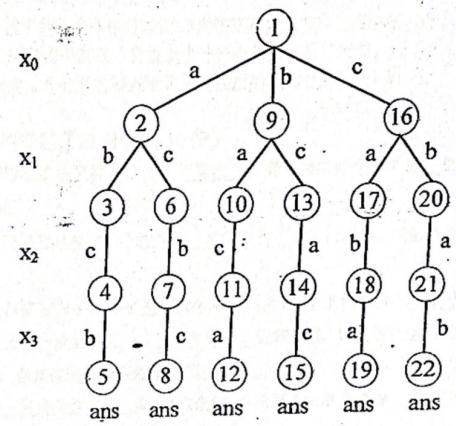 1
x₀
a b c
2 9 16
x₁
b c a c a b
3 6 10 13 17 20
x₂
c b c a b a
4 7 11 14 18 21
x₃
b c a c a b
5 8 12 15 19 22
ans ans ans ans ans ans